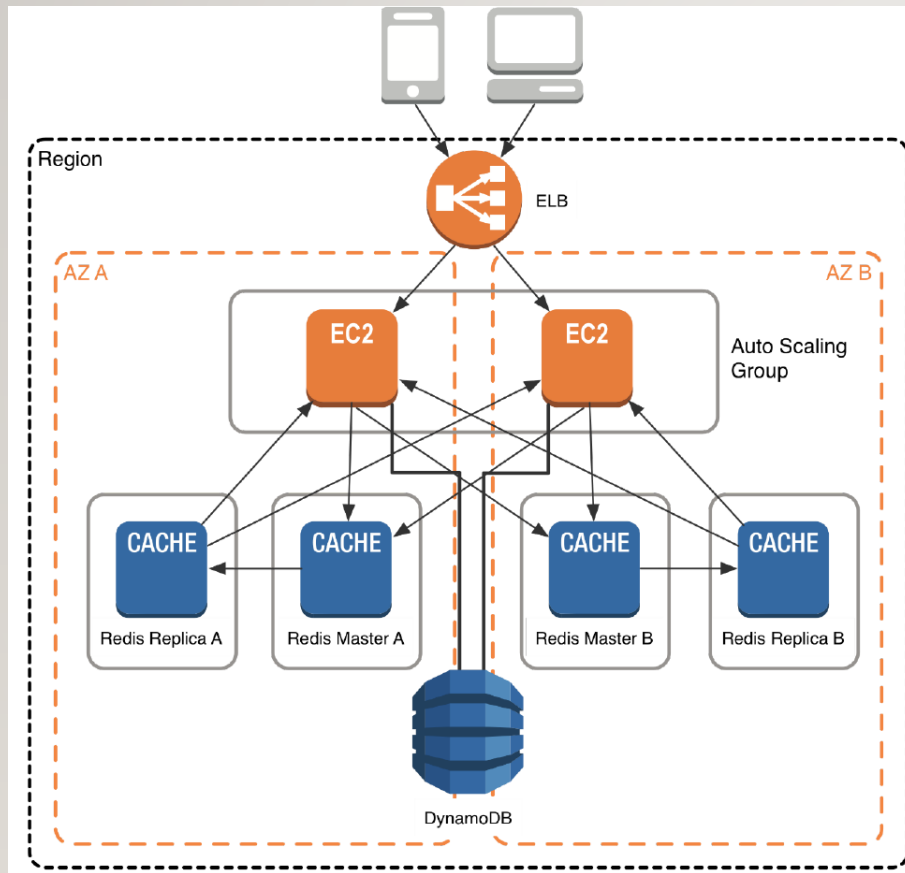 Region
ELB
AZ A
AZ B
EC2
EC2
Auto Scaling
Group
CACHE
CACHE
CACHE
CACHE
Redis Replica A
Redis Master A
Redis Master B
Redis Replica B
DynamoDB